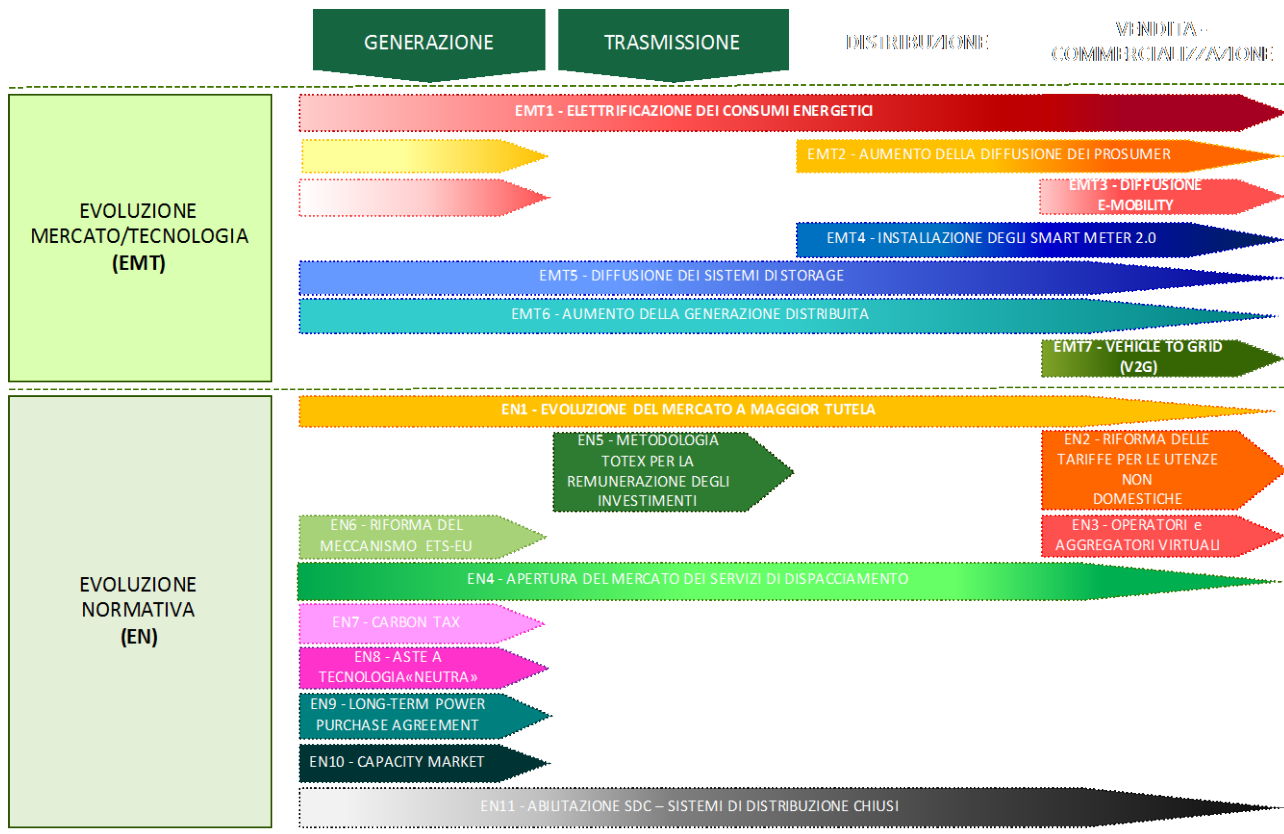 GENERAZIONE
TRASMISSIONE
DISTRIBUZIONE
VENDITA -
COMMERCIALIZZAZIONE
EVOLUZIONE
MERCATO/TECNOLOGIA
(EMT)
EMT1 - ELETTRIFICAZIONE DEI CONSUMI ENERGETICI
EMT2 - AUMENTO DELLA DIFFUSIONE DEI PROSUMER
EMT3 - DIFFUSIONE
E-MOBILITY
EMT4 - INSTALLAZIONE DEGLI SMART METER 2.0
EMT5 - DIFFUSIONE DEI SISTEMI DI STORAGE
EMT6 - AUMENTO DELLA GENERAZIONE DISTRIBUITA
EMT7 - VEHICLE TO GRID
(V2G)
EVOLUZIONE
NORMATIVA
(EN)
EN1 - EVOLUZIONE DEL MERCATO A MAGGIOR TUTELA
EN5 - METODOLOGIA
TOTEX PER LA
REMUNERAZIONE DEGLI
INVESTIMENTI
EN2 - RIFORMA DELLE
TARIFFE PER LE UTENZE
NON
DOMESTICHE
EN6 - RIFORMA DEL
MECCANISMO ETS-EU
EN3 - OPERATORI e
AGGREGATORI VIRTUALI
EN4 - APERTURA DEL MERCATO DEI SERVIZI DI DISPACCIAMENTO
EN7 - CARBON TAX
EN8 - ASTE A
TECNOLOGIA«NEUTRA»
EN9 - LONG-TERM POWER
PURCHASE AGREEMENT
EN10 - CAPACITY MARKET
EN11 - ABILITAZIONE SDC – SISTEMI DI DISTRIBUZIONE CHIUSI